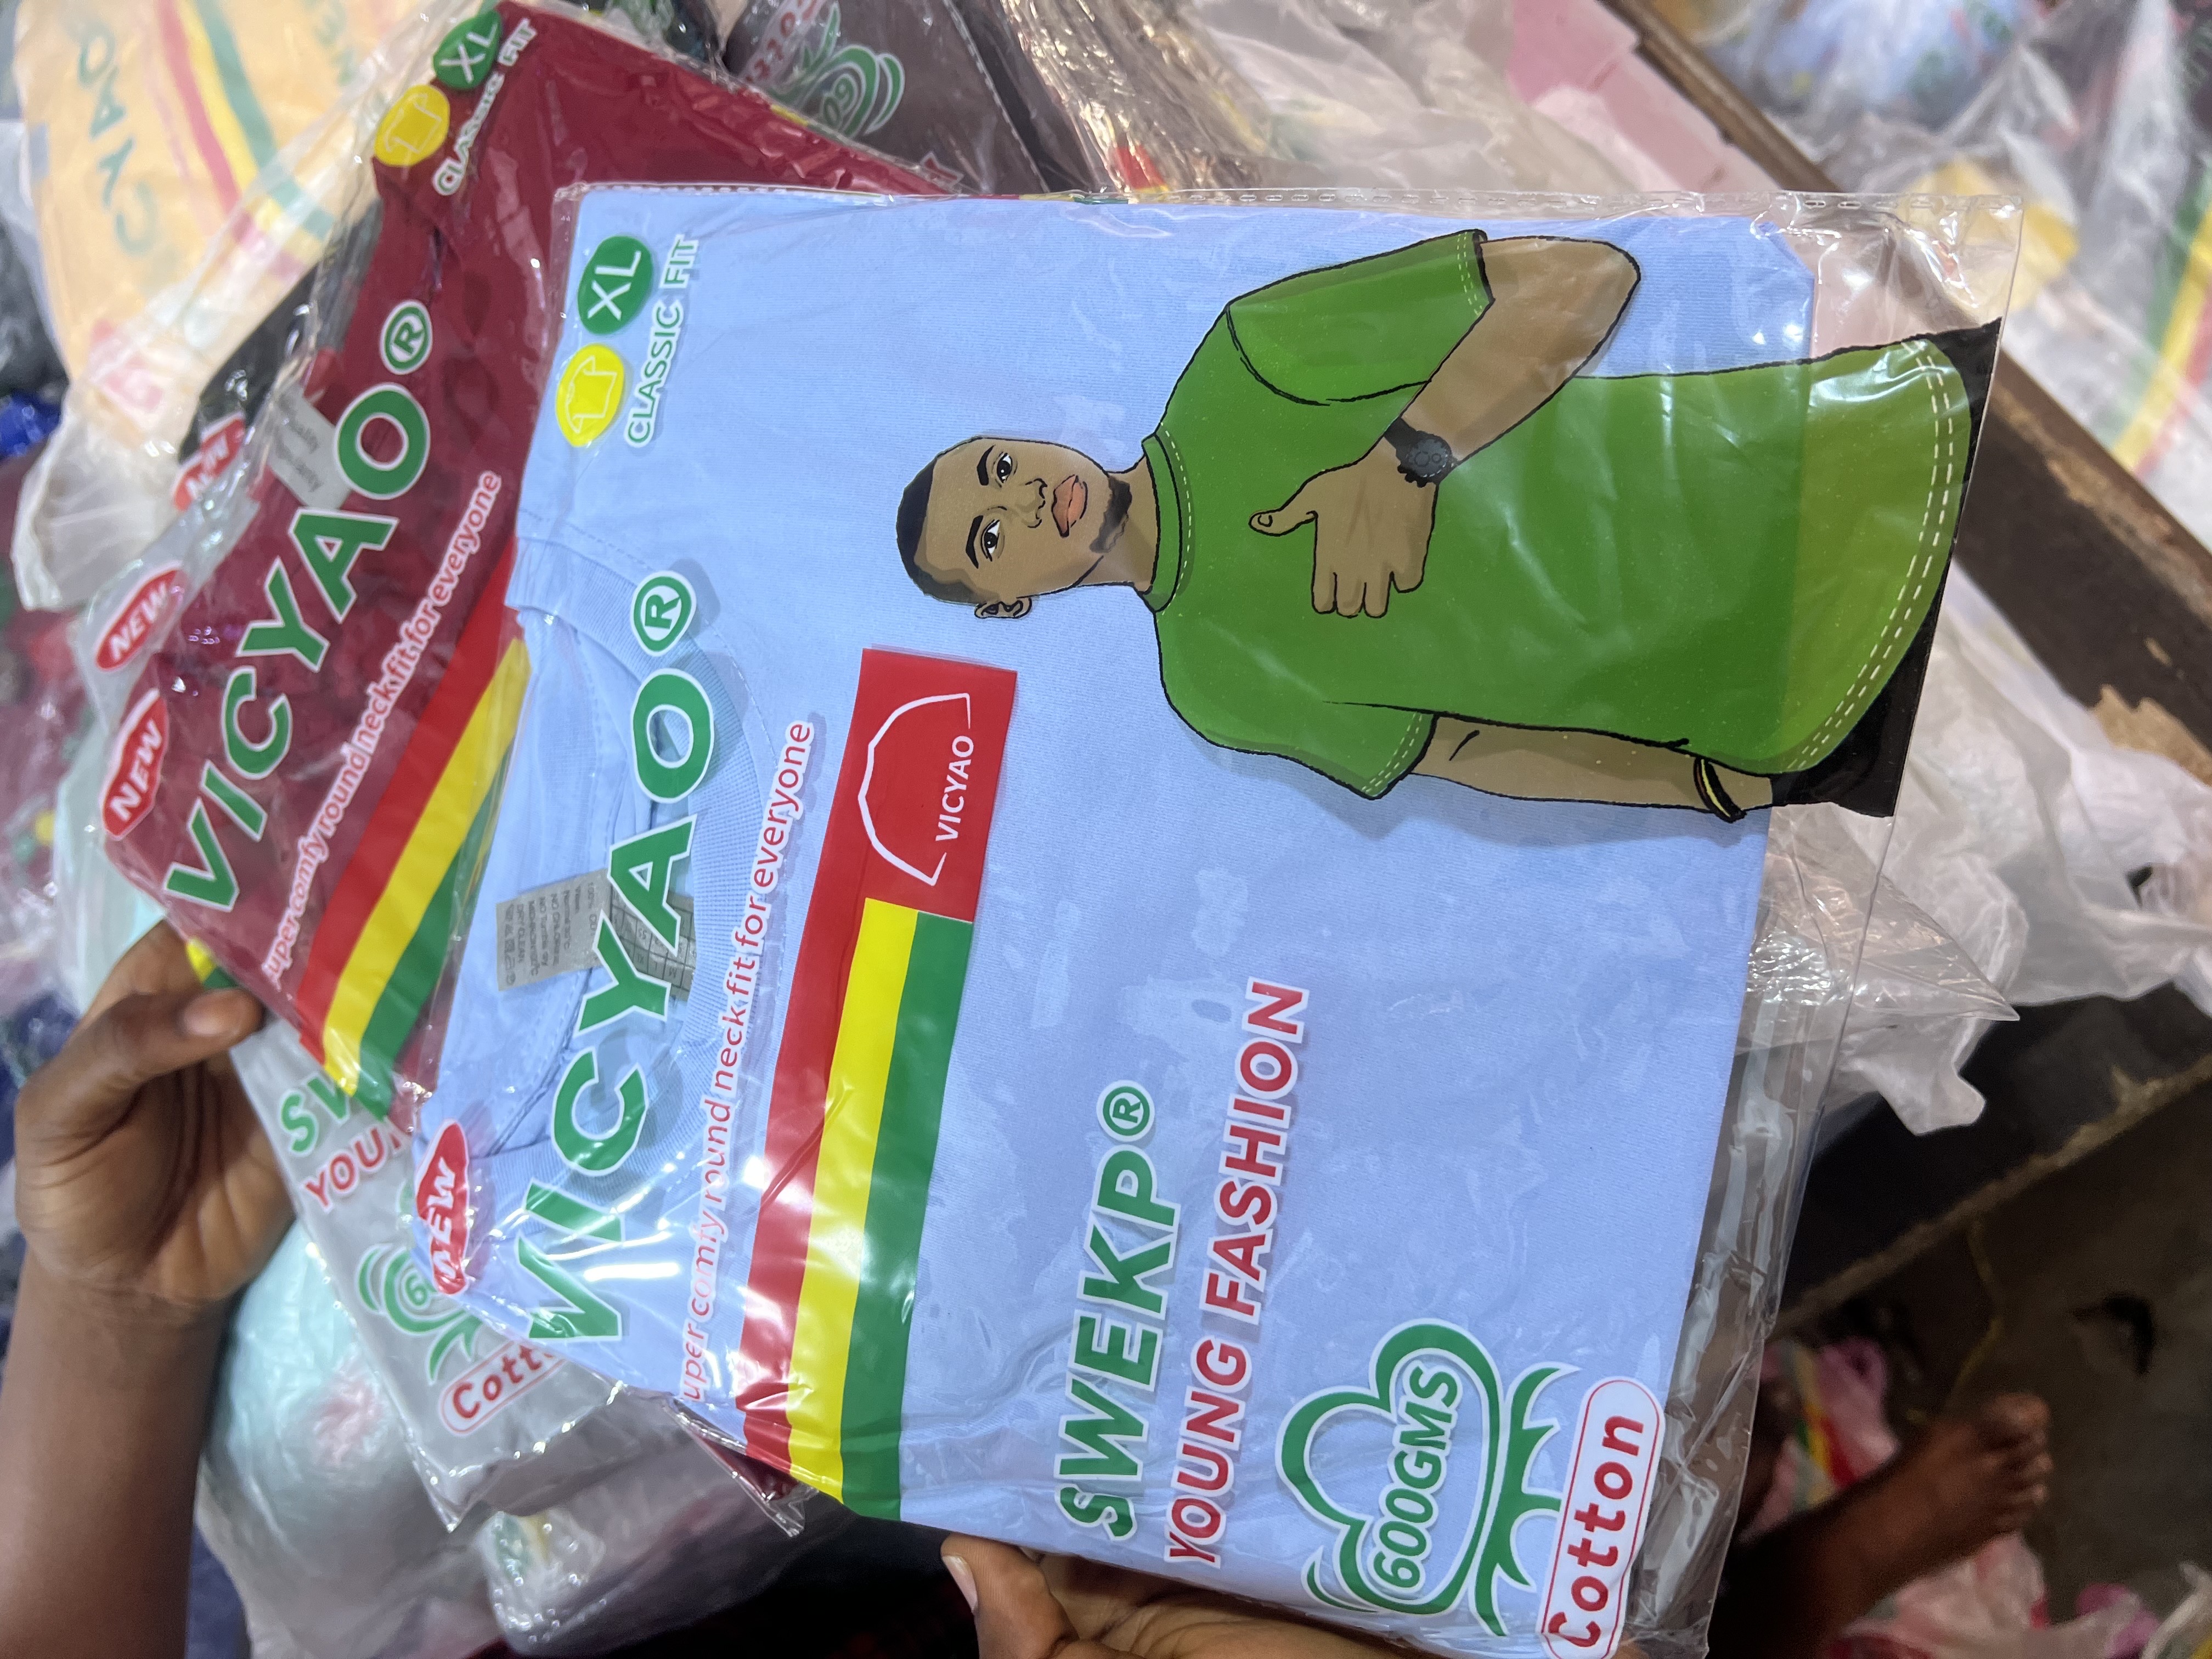 XL
CLASSIC FIT
NEW
VICYAO®
super comfy round neck fit for everyone
VICYAO
SWEKP®
YOUNG FASHION
600GMS
Cotton
XL
CLASSIC FIT
NEW
VICYAO®
super comfy round neck fit for everyone
NEW
NEW